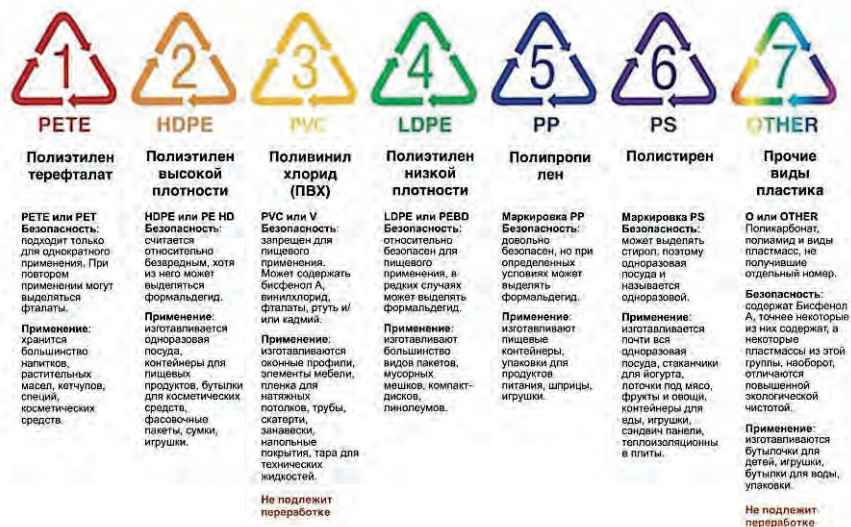 1
PETE
Полиэтилен
терефталат
PETE или PET
Безопасность:
подходит только
для однократного
применения. При
повтором
применении могут
выделяться
фталаты.
Применение:
хранится
большинство
напитков,
растительных
масел, кетчупов,
специй,
косметических
средств.
2
HDPE
Полиэтилен
высокой
плотности
HDPE или PE HD
Безопасность:
считается
относительно
безвредным, хотя
из него может
выделяться
формальдегид.
Применение:
изготавливается
одноразовая
посуда,
контейнеры для
пищевых
продуктов, бутылки
для косметических
средств,
фасовочные
пакеты, сумки,
игрушки.
3
PVC
Поливинил
хлорид
(ПВХ)
PVC или V
Безопасность:
запрещен для
пищевого
применения.
Может содержать
бисфенол А,
винилхлорид,
фталаты, ртуть и/
или кадмий.
Применение:
изготавливаются
оконные профили,
элементы мебели,
пленка для
натяжных
потолков, трубы,
скатерти,
занавески,
напольные
покрытия, тара для
технических
жидкостей.
Не подлежит
переработке
4
LDPE
Полиэтилен
низкой
плотности
LDPE или PEBD
Безопасность:
относительно
безопасен для
пищевого
применения, в
редких случаях
может выделять
формальдегид.
Применение:
изготавливают
большинство
видов пакетов,
мусорных
мешков, компакт-
дисков,
линолеумов.
5
PP
Полипропи
лен
Маркировка PP
Безопасность:
довольно
безопасен, но при
определенных
условиях может
выделять
формальдегид.
Применение:
изготавливают
пищевые
контейнеры,
упаковки для
продуктов
питания, шприцы,
игрушки.
6
PS
Полистирен
Маркировка PS
Безопасность:
может выделять
стирол, поэтому
одноразовая
посуда и
называется
одноразовой.
Применение:
изготавливается
почти вся
одноразовая
посуда, стаканчики
для йогурта,
лоточки под мясо,
фрукты и овощи,
контейнеры для
еды, игрушки,
сэндвич панели,
теплоизоляционны
е плиты.
7
OTHER
Прочие
виды
пластика
O или OTHER
Поликарбонат,
полиамид и виды
пластмасс, не
получившие
отдельный номер.
Безопасность:
содержат Бисфенол
А, точнее некоторые
из них содержат, а
некоторые
пластмассы из этой
группы, наоборот,
отличаются
повышенной
экологической
чистотой.
Применение:
изготавливаются
бутылочки для
детей, игрушки,
бутылки для воды,
упаковки.
Не подлежит
переработке